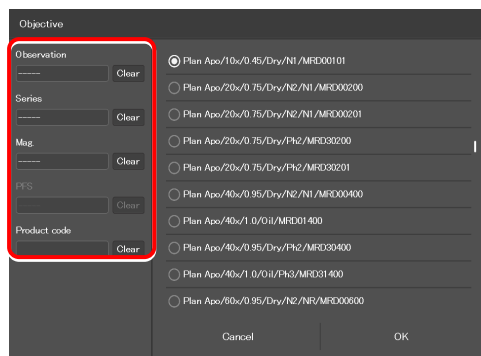 Objective
Observation
-----
Clear
Series
-----
Clear
Mag.
-----
Clear
PFS
-----
Clear
Product code
Clear
Plan Apo/10x/0.45/Dry/N1/MRD00101
Plan Apo/20x/0.75/Dry/N2/N1/MRD00200
Plan Apo/20x/0.75/Dry/N2/N1/MRD00201
Plan Apo/20x/0.75/Dry/Ph2/MRD30200
Plan Apo/20x/0.75/Dry/Ph2/MRD30201
Plan Apo/40x/0.95/Dry/N2/N1/MRD00400
Plan Apo/40x/1.0/Oil/MRD01400
Plan Apo/40x/0.95/Dry/Ph2/MRD30400
Plan Apo/40x/1.0/Oil/Ph3/MRD31400
Plan Apo/60x/0.95/Dry/N2/NR/MRD00600
Cancel
OK